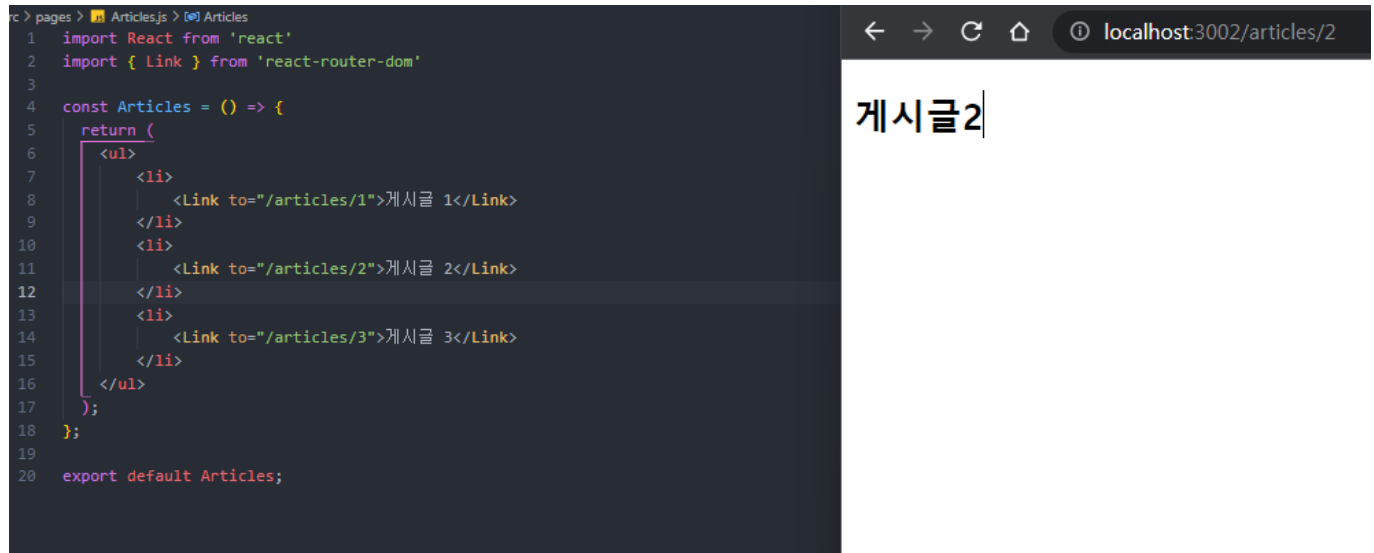 rc > pages > JS Articles.js > Articles
1 import React from 'react'
2 import { Link } from 'react-router-dom'
3
4 const Articles = () => {
5 return (
6 <ul>
7 <li>
8 <Link to="/articles/1">게시글 1</Link>
9 </li>
10 <li>
11 <Link to="/articles/2">게시글 2</Link>
12 </li>
13 <li>
14 <Link to="/articles/3">게시글 3</Link>
15 </li>
16 </ul>
17 );
18 };
19
20 export default Articles;
localhost:3002/articles/2
게시글2